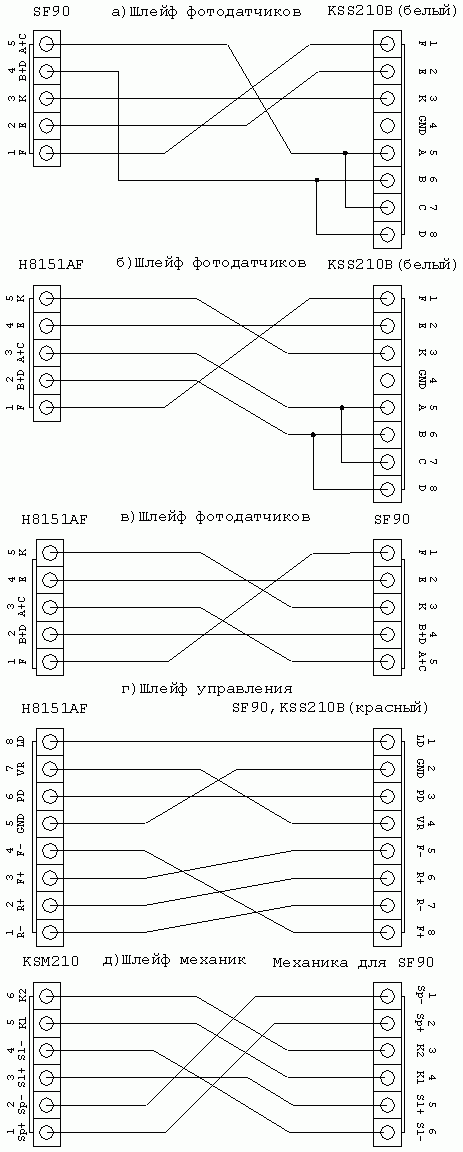 SF90 а)Шлейф фотодатчиков KSS210B(белый)
5 A+C F 1
4 B+D E 2
3 K K 3
2 E GND 4
1 F A 5
B 6
C 7
D 8
H8151AF б)Шлейф фотодатчиков KSS210B(белый)
5 K F 1
4 E E 2
3 A+C K 3
2 B+D GND 4
1 F A 5
B 6
C 7
D 8
H8151AF в)Шлейф фотодатчиков SF90
5 K F 1
4 E E 2
3 A+C K 3
2 B+D B+D 4
1 F A+C 5
г)Шлейф управления
H8151AF SF90,KSS210B(красный)
8 LD LD 1
7 VR GND 2
6 PD PD 3
5 GND VR 4
4 F- F- 5
3 F+ R+ 6
2 R+ R- 7
1 R- F+ 8
KSM210 д)Шлейф механик Механика для SF90
6 K2 Sp- 1
5 K1 Sp+ 2
4 Sl- K2 3
3 Sl+ K1 4
2 Sp- Sl+ 5
1 Sp+ Sl- 6